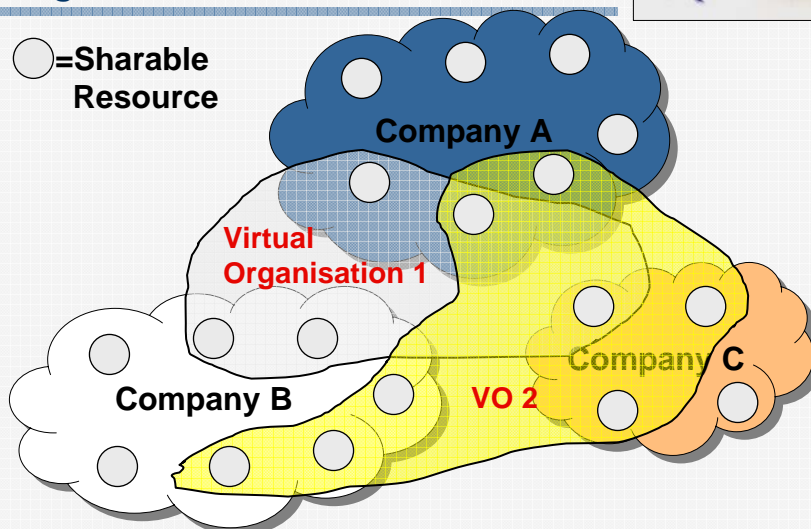 =Sharable
Resource
Company A
Virtual
Organisation 1
Company C
Company B
VO 2